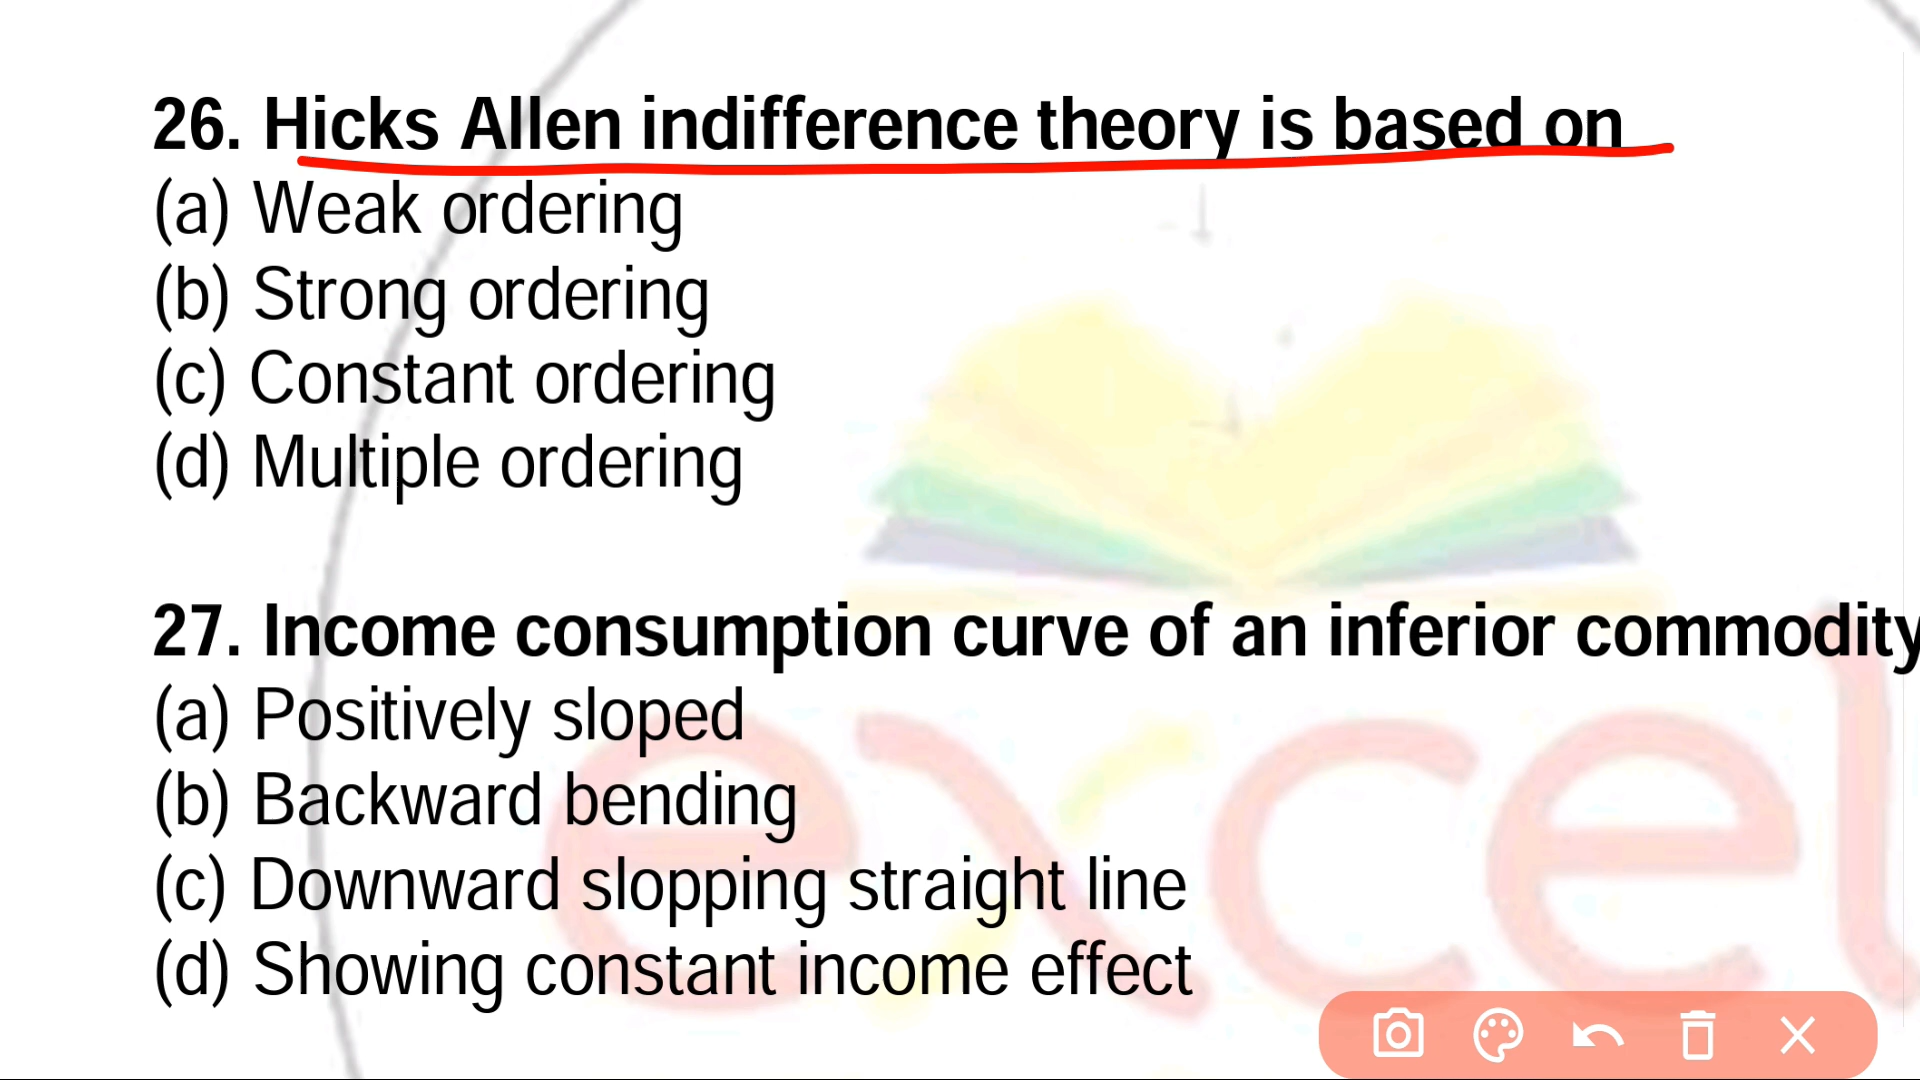 26. Hicks Allen indifference theory is based on
(a) Weak ordering
(b) Strong ordering
(c) Constant ordering
(d) Multiple ordering
27. Income consumption curve of an inferior commodity
(a) Positively sloped
(b) Backward bending
(c) Downward slopping straight line
(d) Showing constant income effect
excel